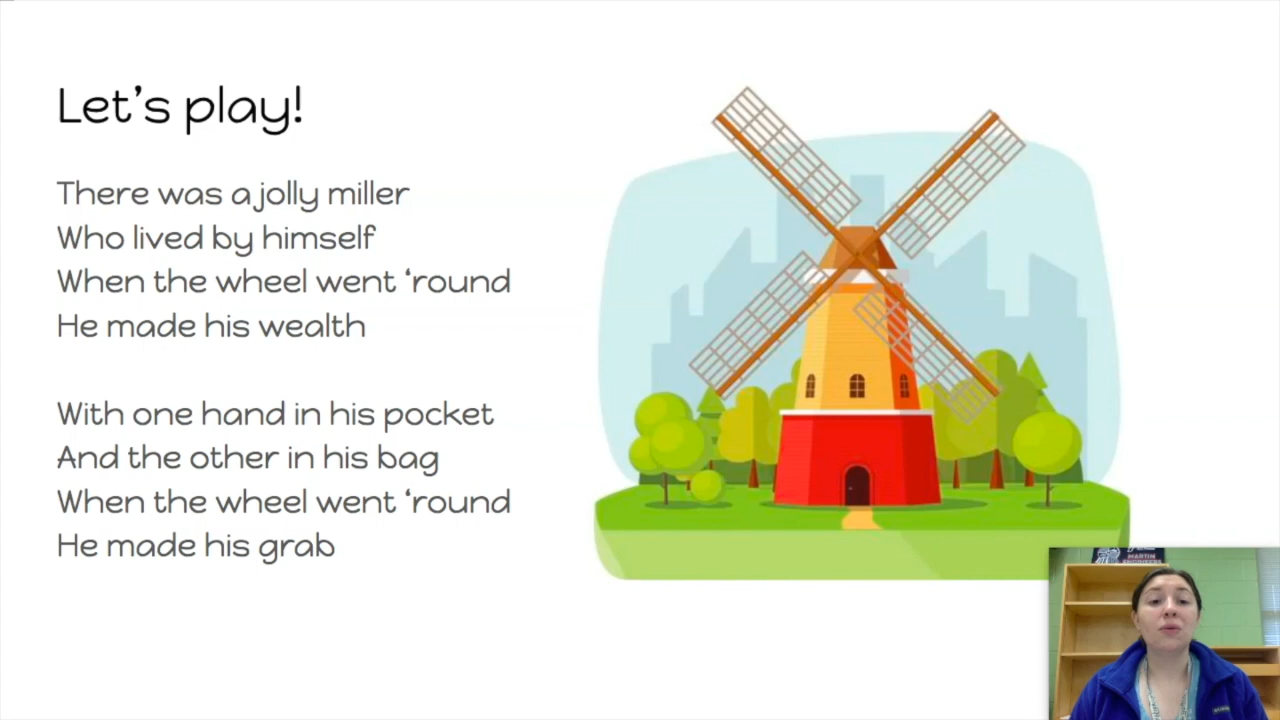 Let's play!
There was a jolly miller
Who lived by himself
When the wheel went ‘round
He made his wealth
With one hand in his pocket
And the other in his bag
When the wheel went ‘round
He made his grab
MARTIN